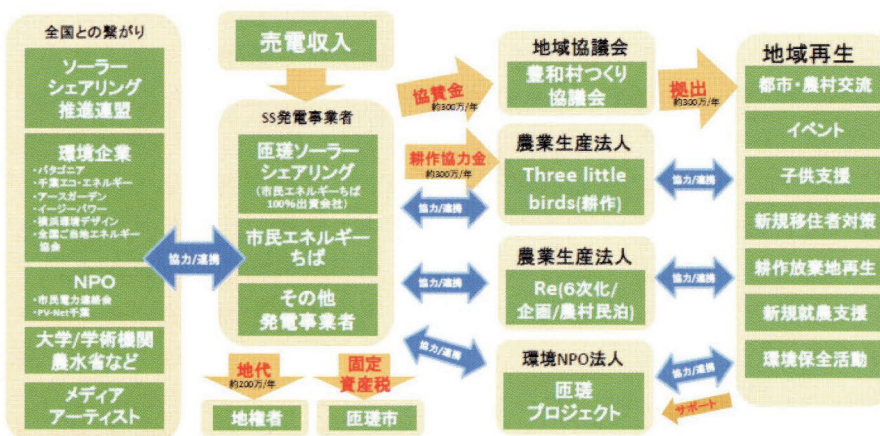 全国との繋がり
ソーラー
シェアリング
推進連盟
環境企業
・パタゴニア
・千葉エコ・エネルギー
・アースガーデン
・イージーパワー
・横浜環境デザイン
・全国ご当地エネルギー
協会
NPO
・市民電力連絡会
・PV-Net千葉
大学/学術機関
農水省など
メディア
アーティスト
協力/連携
売電収入
SS発電事業者
匝瑳ソーラー
シェアリング
(市民エネルギーちば
100%出資会社)
市民エネルギー
ちば
その他
発電事業者
地代
約200万/年
固定
資産税
地権者
匝瑳市
協賛金
約300万/年
耕作協力金
約300万/年
協力/連携
協力/連携
協力/連携
地域協議会
豊和村つくり
協議会
農業生産法人
Three little
birds(耕作)
農業生産法人
Re(6次化/
企画/農村民泊)
環境NPO法人
匝瑳
プロジェクト
拠出
約300万/年
協力/連携
協力/連携
協力/連携
サポート
地域再生
都市・農村交流
イベント
子供支援
新規移住者対策
耕作放棄地再生
新規就農支援
環境保全活動